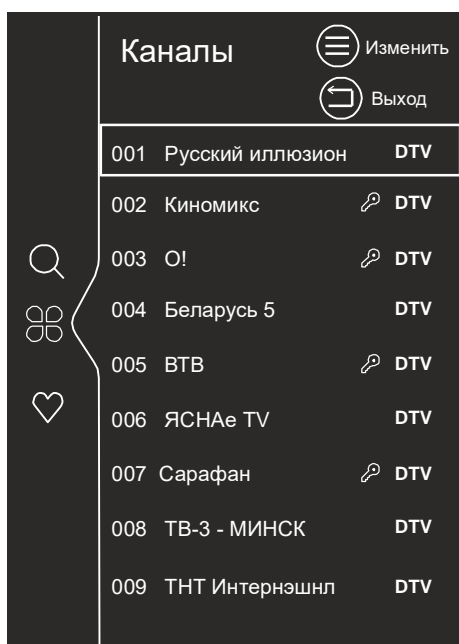 Каналы
Изменить
Выход
001 Русский иллюзион DTV
002 Киномикс DTV
003 О! DTV
004 Беларусь 5 DTV
005 ВТВ DTV
006 ЯСНАе TV DTV
007 Сарафан DTV
008 ТВ-3 - МИНСК DTV
009 ТНТ Интернэшнл DTV